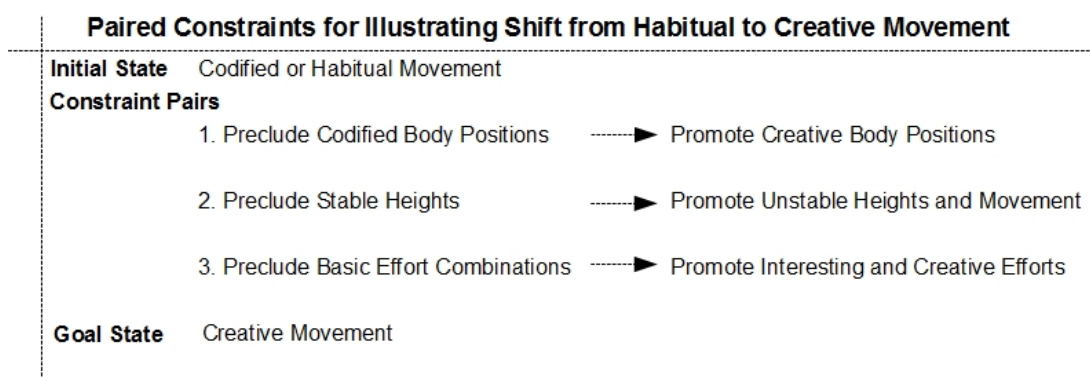 Paired Constraints for Illustrating Shift from Habitual to Creative Movement
Initial State Codified or Habitual Movement
Constraint Pairs
1. Preclude Codified Body Positions Promote Creative Body Positions
2. Preclude Stable Heights Promote Unstable Heights and Movement
3. Preclude Basic Effort Combinations Promote Interesting and Creative Efforts
Goal State Creative Movement